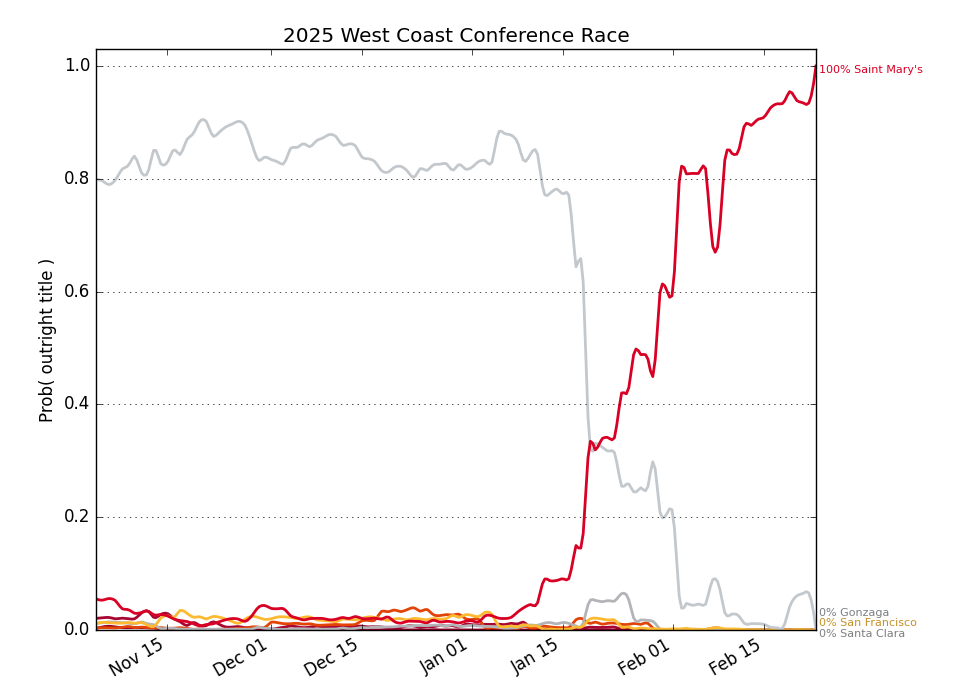 2025 West Coast Conference Race
1.0
0.8
0.6
0.4
0.2
0.0
Prob( outright title )
100% Saint Mary's
0% Gonzaga
0% San Francisco
0% Santa Clara
Nov 15
Dec 01
Dec 15
Jan 01
Jan 15
Feb 01
Feb 15